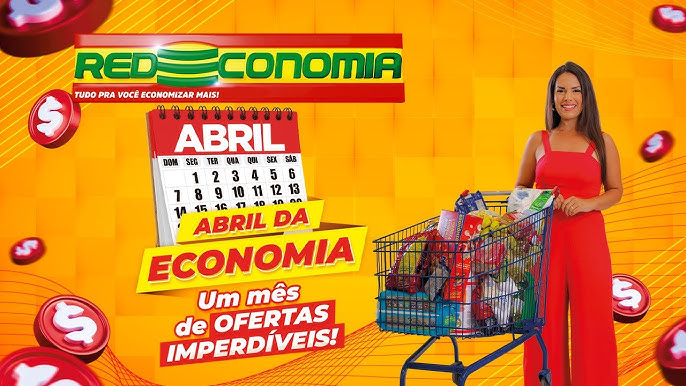 REDECONOMIA
TUDO PRA VOCÊ ECONOMIZAR MAIS!
ABRIL
DOM SEG TER QUA QUI SEX SÁB
1 2 3 4 5 6
7 8 9 10 11 12 13
14
ABRIL DA
ECONOMIA
Um mês
de OFERTAS
IMPERDÍVEIS!
$
$
$
$
$
$